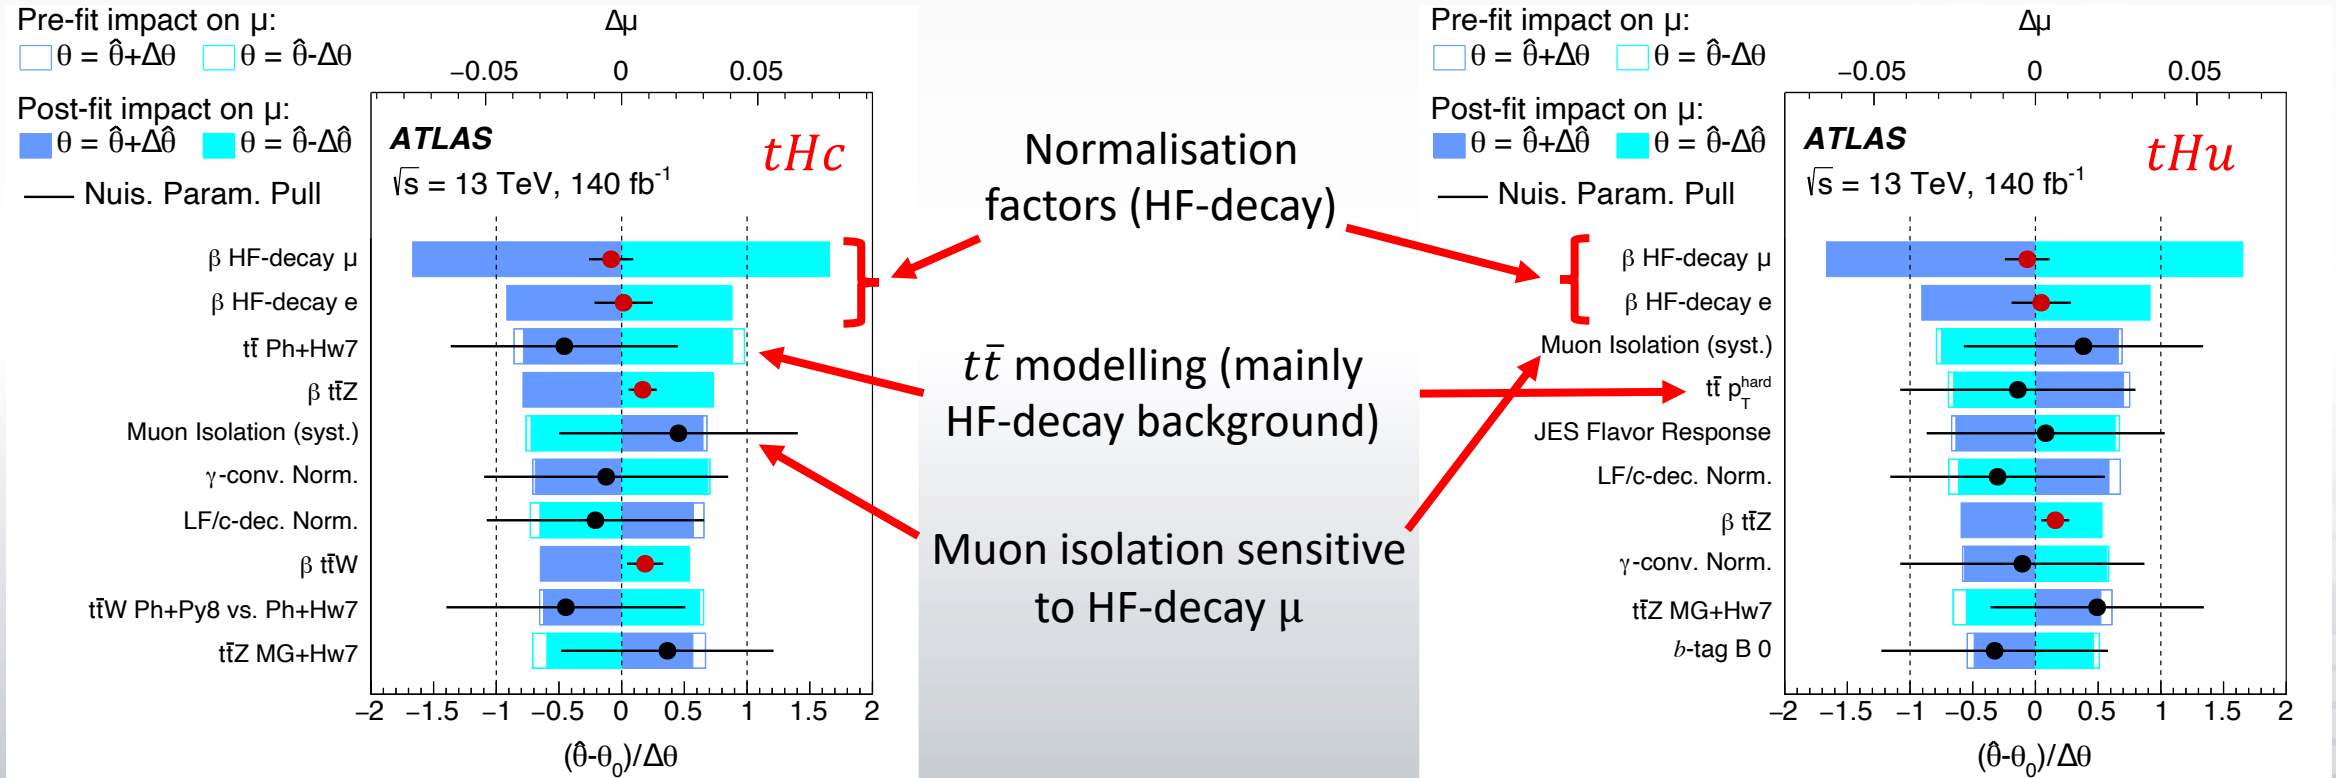 Pre-fit impact on μ:
θ = θ̂+Δθ θ = θ̂-Δθ
Post-fit impact on μ:
θ = θ̂+Δθ̂ θ = θ̂-Δθ̂
Nuis. Param. Pull
Δμ
−0.05 0 0.05
ATLAS
tHc
√s = 13 TeV, 140 fb⁻¹
β HF-decay μ
β HF-decay e
tt̄ Ph+Hw7
β tt̄Z
Muon Isolation (syst.)
γ-conv. Norm.
LF/c-dec. Norm.
β tt̄W
tt̄W Ph+Py8 vs. Ph+Hw7
tt̄Z MG+Hw7
−2 −1.5 −1 −0.5 0 0.5 1 1.5 2
(θ̂-θ₀)/Δθ
Normalisation
factors (HF-decay)
tt̄ modelling (mainly
HF-decay background)
Muon isolation sensitive
to HF-decay μ
Pre-fit impact on μ:
θ = θ̂+Δθ θ = θ̂-Δθ
Post-fit impact on μ:
θ = θ̂+Δθ̂ θ = θ̂-Δθ̂
Nuis. Param. Pull
Δμ
−0.05 0 0.05
ATLAS
tHu
√s = 13 TeV, 140 fb⁻¹
β HF-decay μ
β HF-decay e
Muon Isolation (syst.)
tt̄ p_T^hard
JES Flavor Response
LF/c-dec. Norm.
β tt̄Z
γ-conv. Norm.
tt̄Z MG+Hw7
b-tag B 0
−2 −1.5 −1 −0.5 0 0.5 1 1.5 2
(θ̂-θ₀)/Δθ